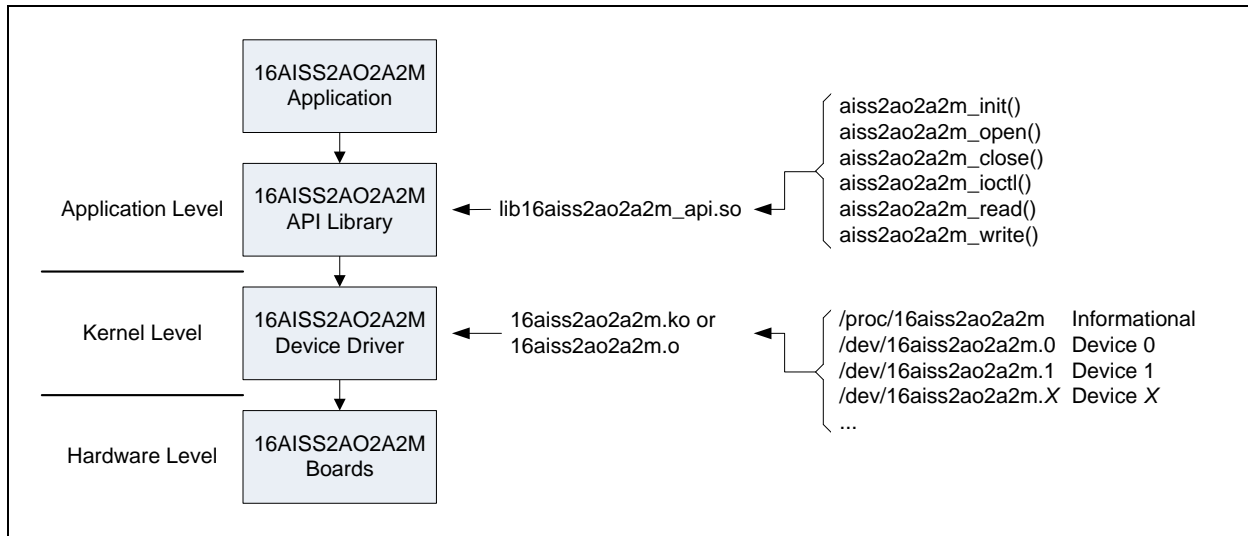 16AISS2AO2A2M
Application
Application Level
16AISS2AO2A2M
API Library
lib16aiss2ao2a2m_api.so
aiss2ao2a2m_init()
aiss2ao2a2m_open()
aiss2ao2a2m_close()
aiss2ao2a2m_ioctl()
aiss2ao2a2m_read()
aiss2ao2a2m_write()
Kernel Level
16AISS2AO2A2M
Device Driver
16aiss2ao2a2m.ko or
16aiss2ao2a2m.o
/proc/16aiss2ao2a2m Informational
/dev/16aiss2ao2a2m.0 Device 0
/dev/16aiss2ao2a2m.1 Device 1
/dev/16aiss2ao2a2m.X Device X
...
Hardware Level
16AISS2AO2A2M
Boards